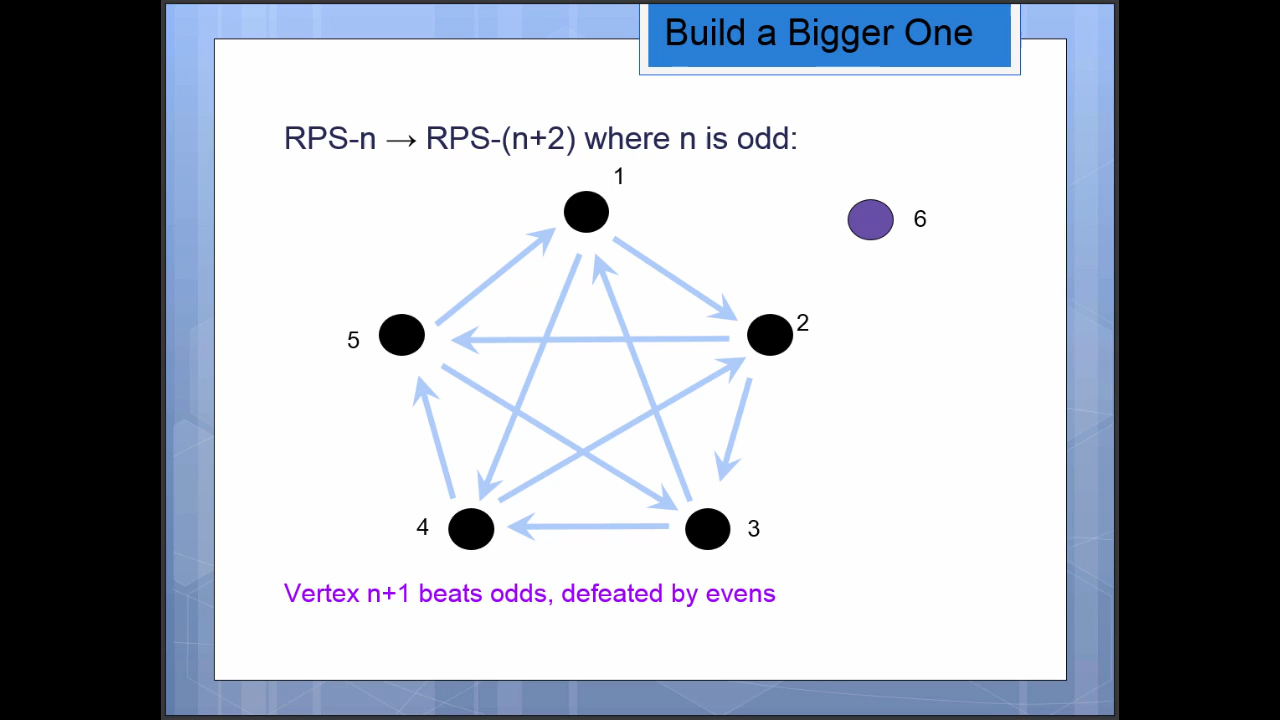 Build a Bigger One
RPS-n → RPS-(n+2) where n is odd:
1
6
2
5
4
3
Vertex n+1 beats odds, defeated by evens